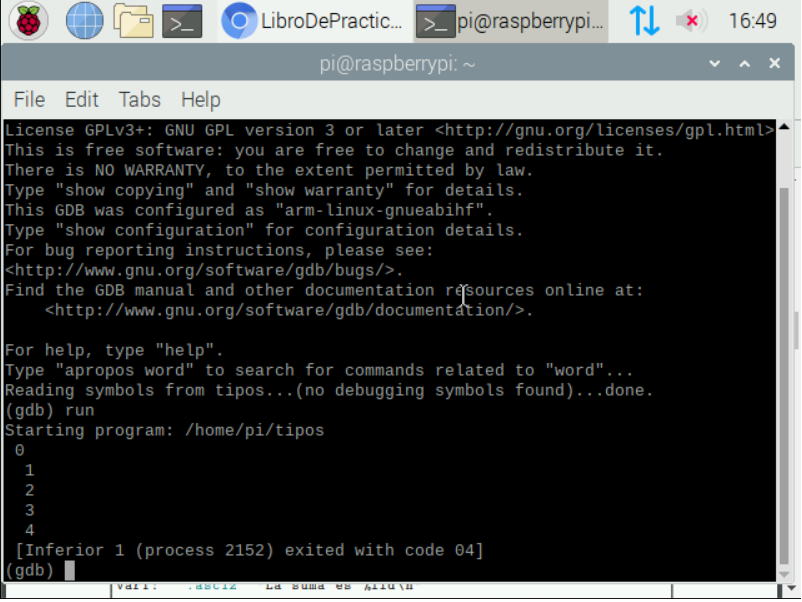 LibroDePractic...
pi@raspberrypi...
16:49
pi@raspberrypi: ~
File Edit Tabs Help
License GPLv3+: GNU GPL version 3 or later <http://gnu.org/licenses/gpl.html>
This is free software: you are free to change and redistribute it.
There is NO WARRANTY, to the extent permitted by law.
Type "show copying" and "show warranty" for details.
This GDB was configured as "arm-linux-gnueabihf".
Type "show configuration" for configuration details.
For bug reporting instructions, please see:
<http://www.gnu.org/software/gdb/bugs/>.
Find the GDB manual and other documentation resources online at:
    <http://www.gnu.org/software/gdb/documentation/>.
For help, type "help".
Type "apropos word" to search for commands related to "word"...
Reading symbols from tipos...(no debugging symbols found)...done.
(gdb) run
Starting program: /home/pi/tipos
 0
  1
  2
  3
  4
 [Inferior 1 (process 2152) exited with code 04]
(gdb)
La suma es